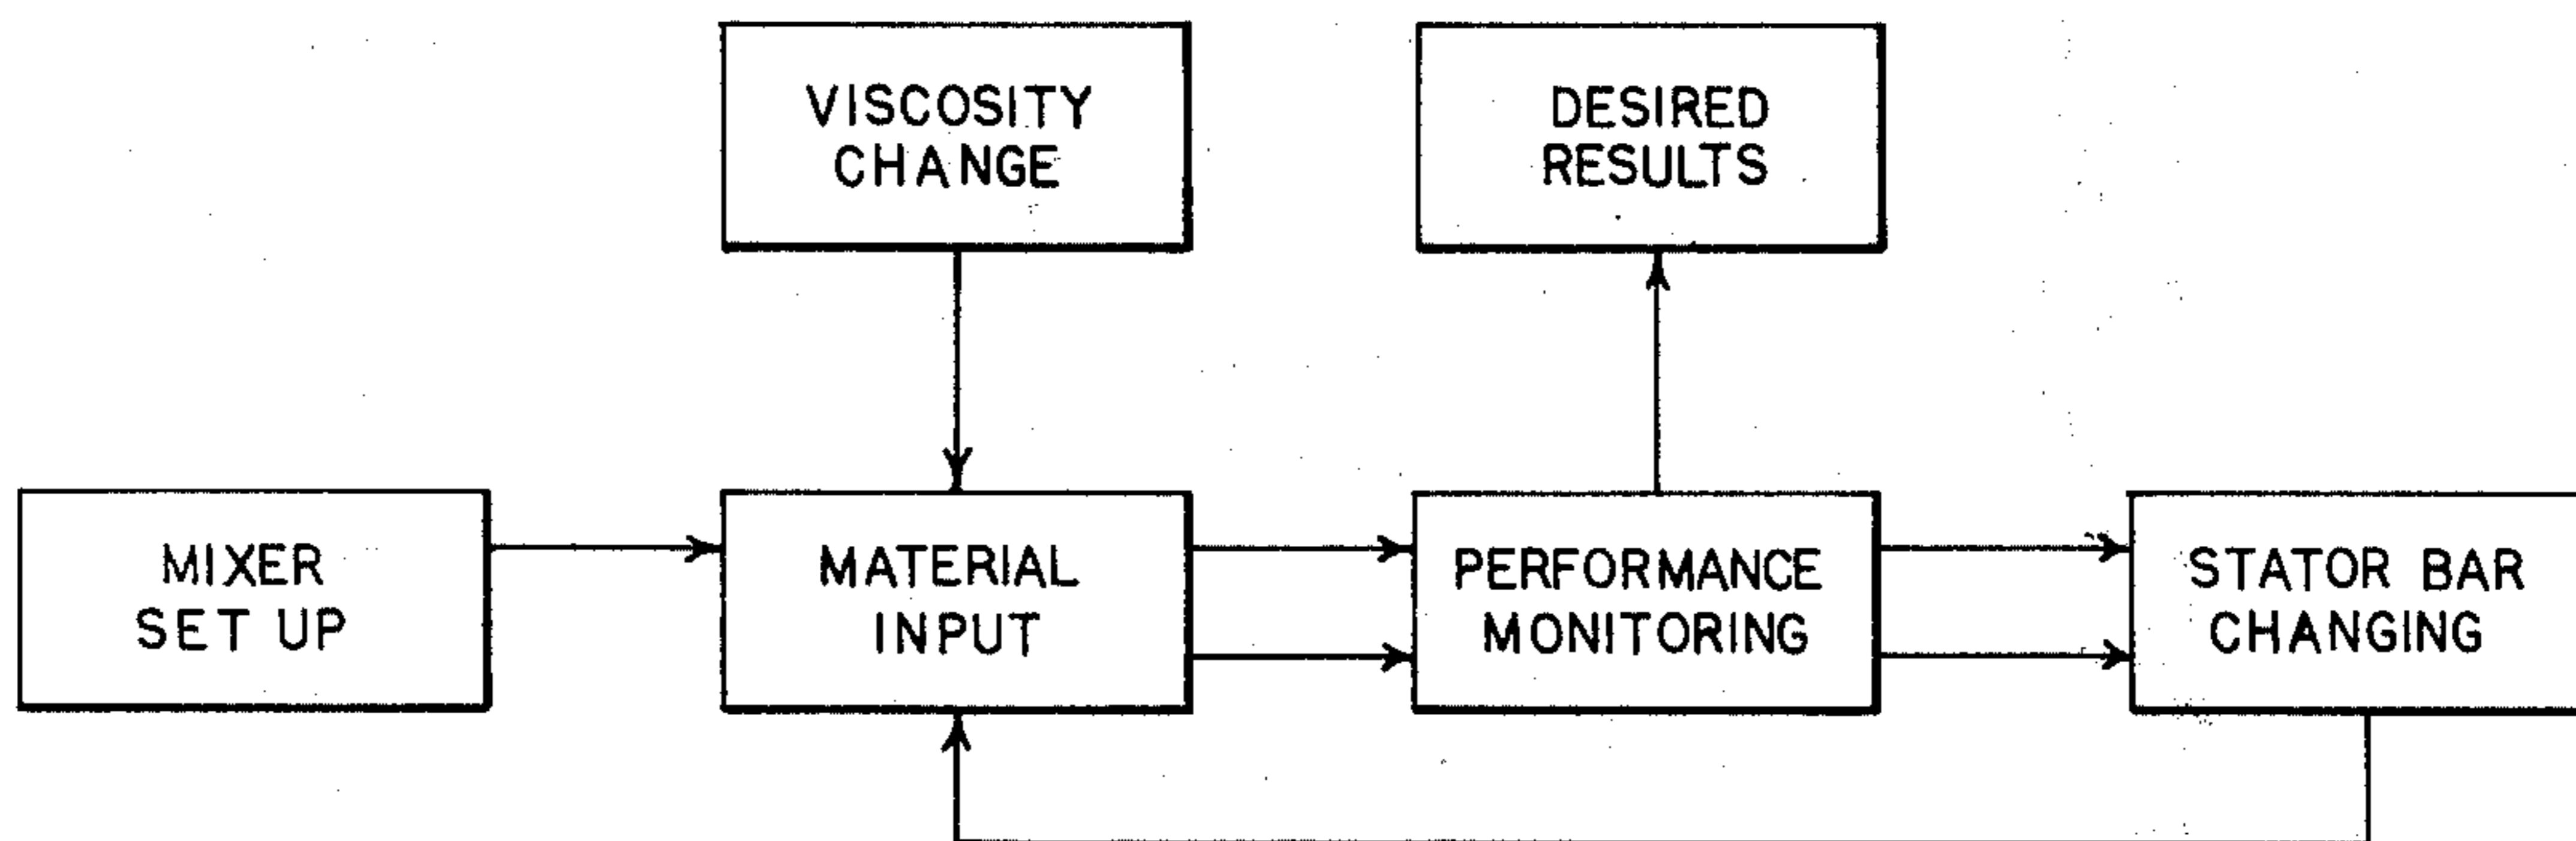 VISCOSITY
CHANGE
DESIRED
RESULTS
MIXER
SET UP
MATERIAL
INPUT
PERFORMANCE
MONITORING
STATOR BAR
CHANGING